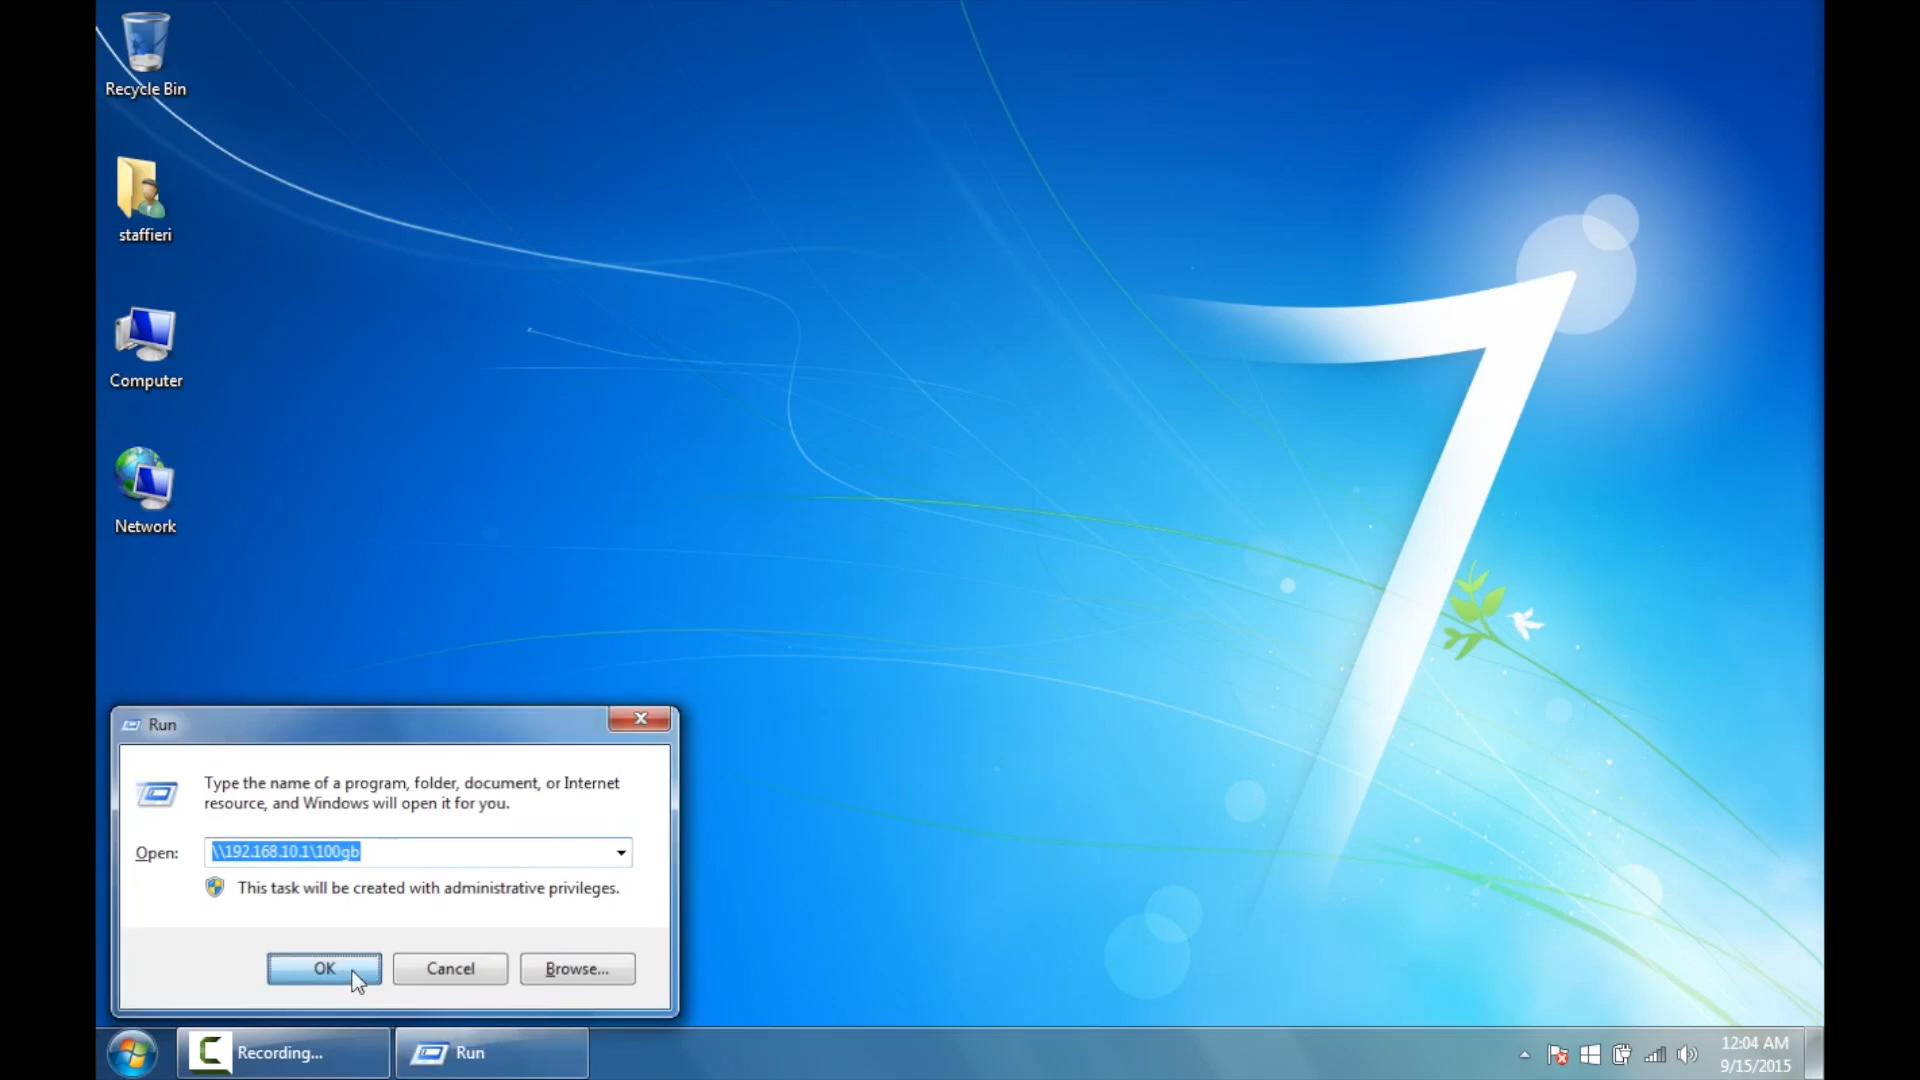 Recycle Bin
staffieri
Computer
Network
Run
Type the name of a program, folder, document, or Internet
resource, and Windows will open it for you.
Open:
\\192.168.10.1\100gb
This task will be created with administrative privileges.
OK
Cancel
Browse...
Recording...
Run
12:04 AM
9/15/2015